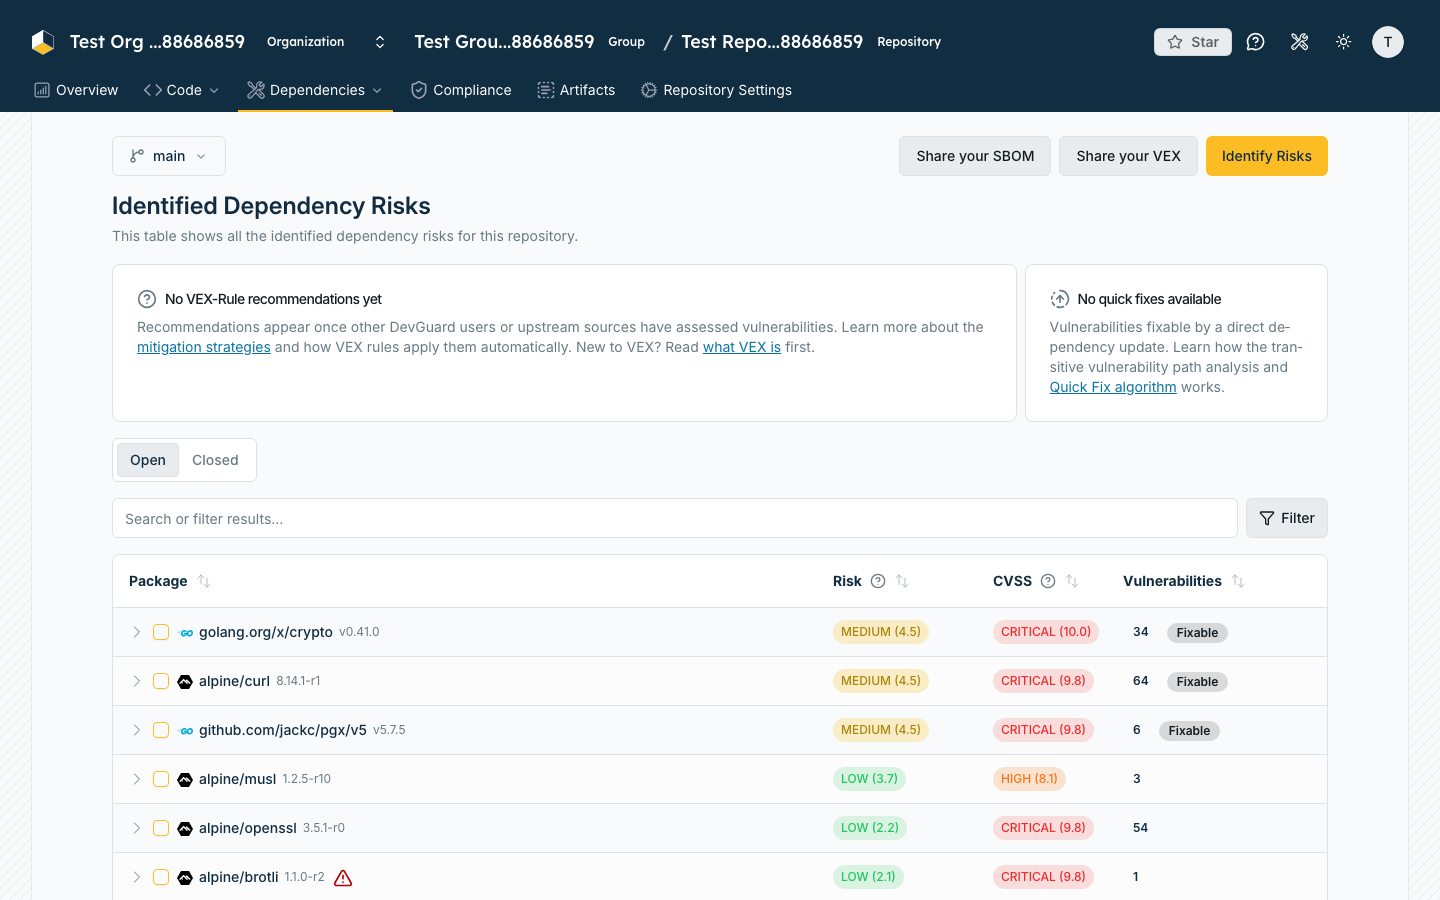 Test Org ...88686859 Organization Test Grou...88686859 Group / Test Repo...88686859 Repository Star T
Overview Code Dependencies Compliance Artifacts Repository Settings
main Share your SBOM Share your VEX Identify Risks
Identified Dependency Risks
This table shows all the identified dependency risks for this repository.
No VEX-Rule recommendations yet
Recommendations appear once other DevGuard users or upstream sources have assessed vulnerabilities. Learn more about the
mitigation strategies and how VEX rules apply them automatically. New to VEX? Read what VEX is first.
No quick fixes available
Vulnerabilities fixable by a direct de-
pendency update. Learn how the tran-
sitive vulnerability path analysis and
Quick Fix algorithm works.
Open Closed
Search or filter results... Filter
Package Risk CVSS Vulnerabilities
GO golang.org/x/crypto v0.41.0 MEDIUM (4.5) CRITICAL (10.0) 34 Fixable
alpine/curl 8.14.1-r1 MEDIUM (4.5) CRITICAL (9.8) 64 Fixable
GO github.com/jackc/pgx/v5 v5.7.5 MEDIUM (4.5) CRITICAL (9.8) 6 Fixable
alpine/musl 1.2.5-r10 LOW (3.7) HIGH (8.1) 3
alpine/openssl 3.5.1-r0 LOW (2.2) CRITICAL (9.8) 54
alpine/brotli 1.1.0-r2 LOW (2.1) CRITICAL (9.8) 1